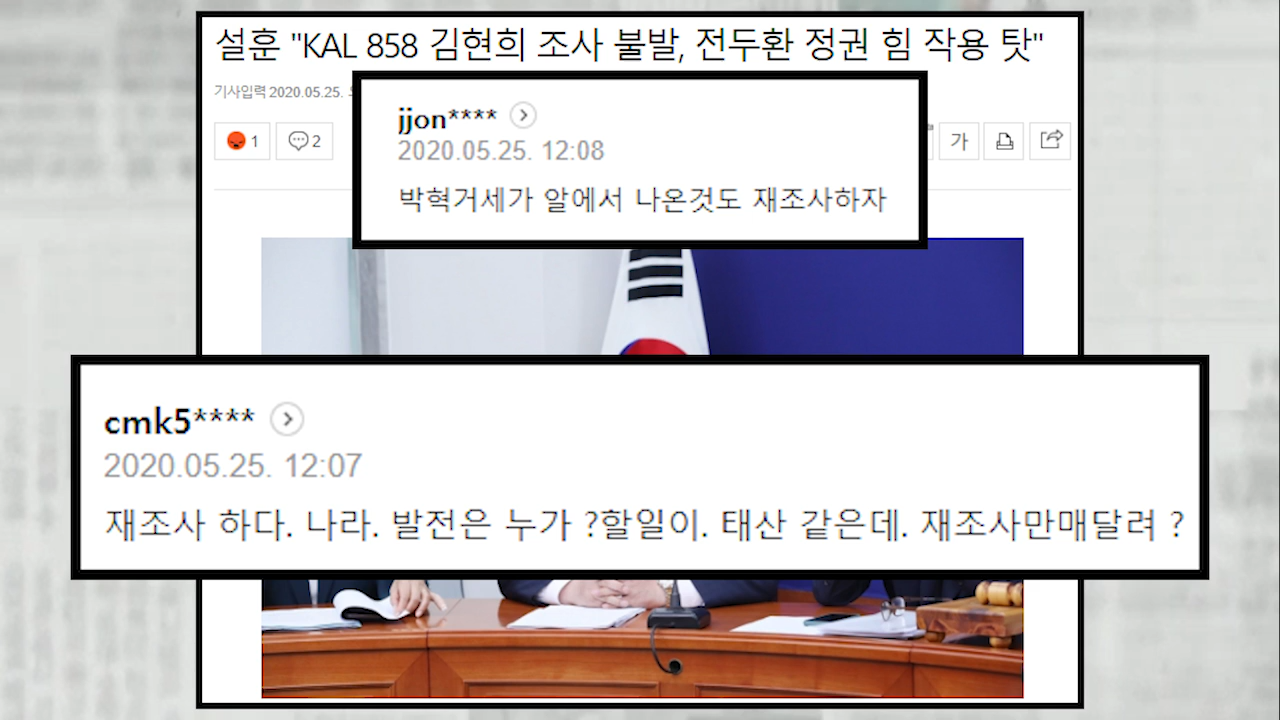 설훈 "KAL 858 김현희 조사 불발, 전두환 정권 힘 작용 탓"
기사입력 2020.05.25.
1
2
가
jjon****
2020.05.25. 12:08
박혁거세가 알에서 나온것도 재조사하자
cmk5****
2020.05.25. 12:07
재조사 하다. 나라. 발전은 누가 ?할일이. 태산 같은데. 재조사만매달려 ?